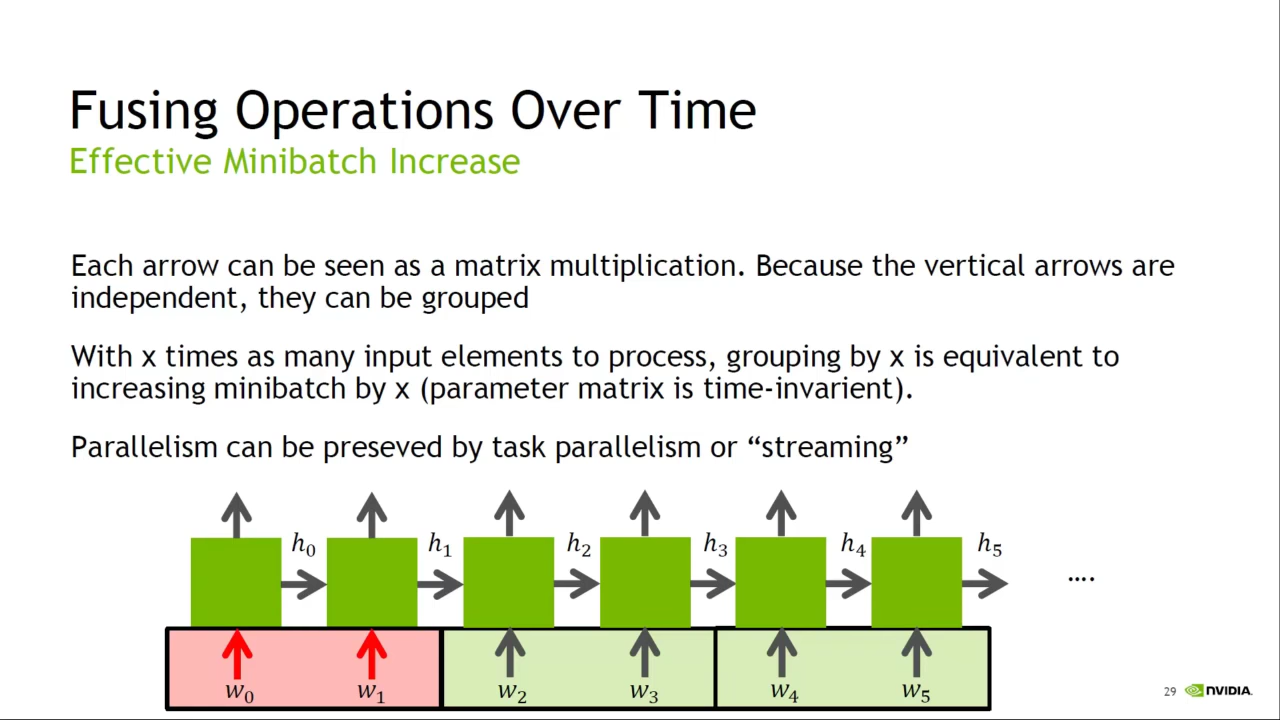 Fusing Operations Over Time
Effective Minibatch Increase
Each arrow can be seen as a matrix multiplication. Because the vertical arrows are
independent, they can be grouped
With x times as many input elements to process, grouping by x is equivalent to
increasing minibatch by x (parameter matrix is time-invarient).
Parallelism can be preseved by task parallelism or “streaming”
h₀ h₁ h₂ h₃ h₄ h₅
....
w₀ w₁ w₂ w₃ w₄ w₅
29 NVIDIA.